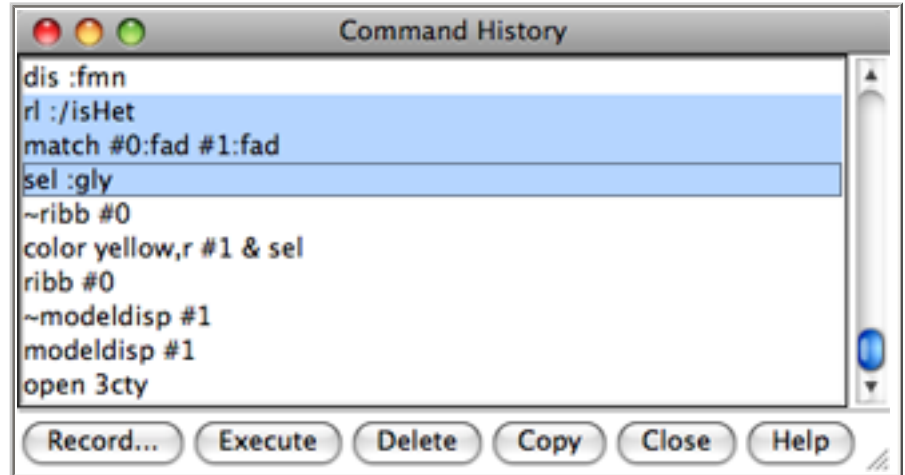 Command History
dis :fmn
rl :/isHet
match #0:fad #1:fad
sel :gly
~ribb #0
color yellow,r #1 & sel
ribb #0
~modeldisp #1
modeldisp #1
open 3cty
Record... Execute Delete Copy Close Help